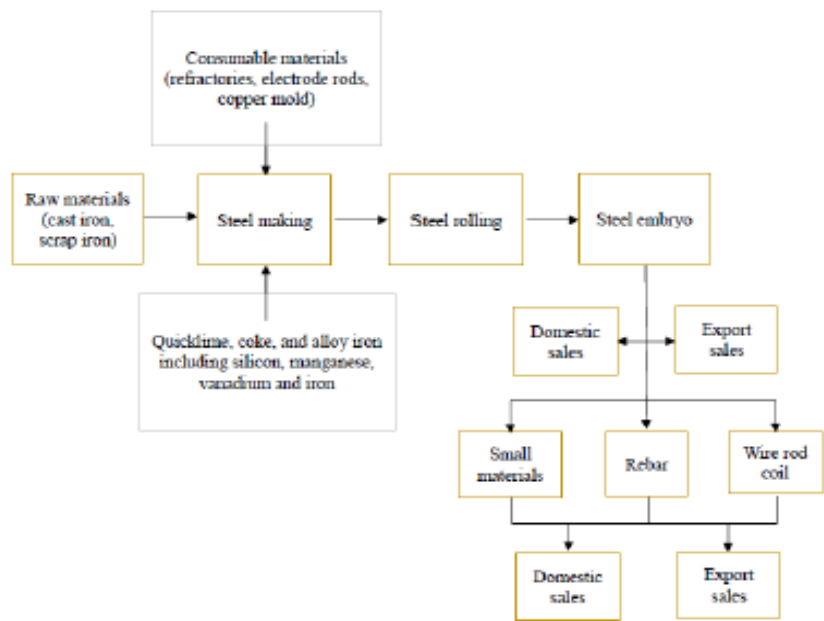 Consumable materials
(refractories, electrode rods,
copper mold)
Raw materials
(cast iron,
scrap iron)
Steel making
Steel rolling
Steel embryo
Quicklime, coke, and alloy iron
including silicon, manganese,
vanadium and iron
Domestic
sales
Export
sales
Small
materials
Rebar
Wire rod
coil
Domestic
sales
Export
sales